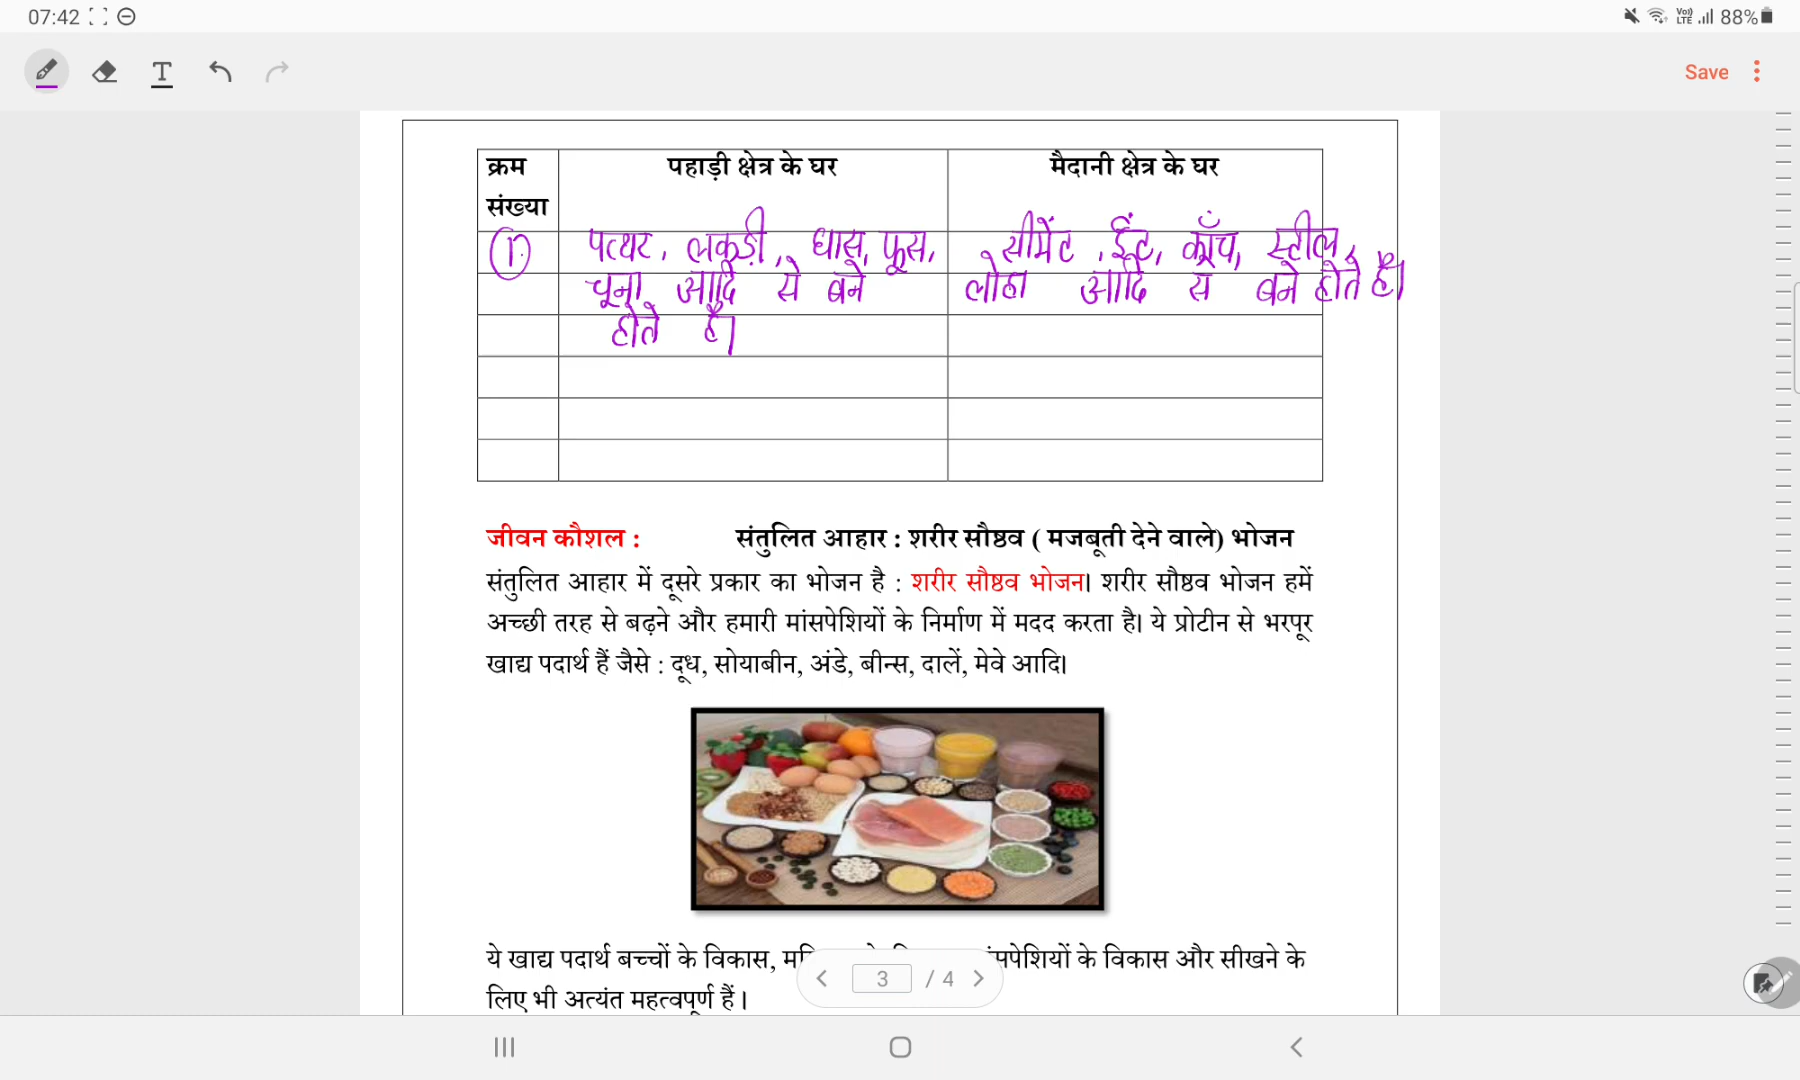 07:42
88%
Save
क्रम संख्या पहाड़ी क्षेत्र के घर मैदानी क्षेत्र के घर
① पत्थर, लकड़ी, घास, फूस, सीमेंट, ईंट, काँच, स्टील,
चूना आदि से बने लोहा आदि से बने होते हैं।
होते हैं।
जीवन कौशल : संतुलित आहार : शरीर सौष्ठव ( मजबूती देने वाले) भोजन
संतुलित आहार में दूसरे प्रकार का भोजन है : शरीर सौष्ठव भोजन। शरीर सौष्ठव भोजन हमें
अच्छी तरह से बढ़ने और हमारी मांसपेशियों के निर्माण में मदद करता है। ये प्रोटीन से भरपूर
खाद्य पदार्थ हैं जैसे : दूध, सोयाबीन, अंडे, बीन्स, दालें, मेवे आदि।
ये खाद्य पदार्थ बच्चों के विकास, के विकास और सीखने के
लिए भी अत्यंत महत्वपूर्ण हैं।
3 / 4